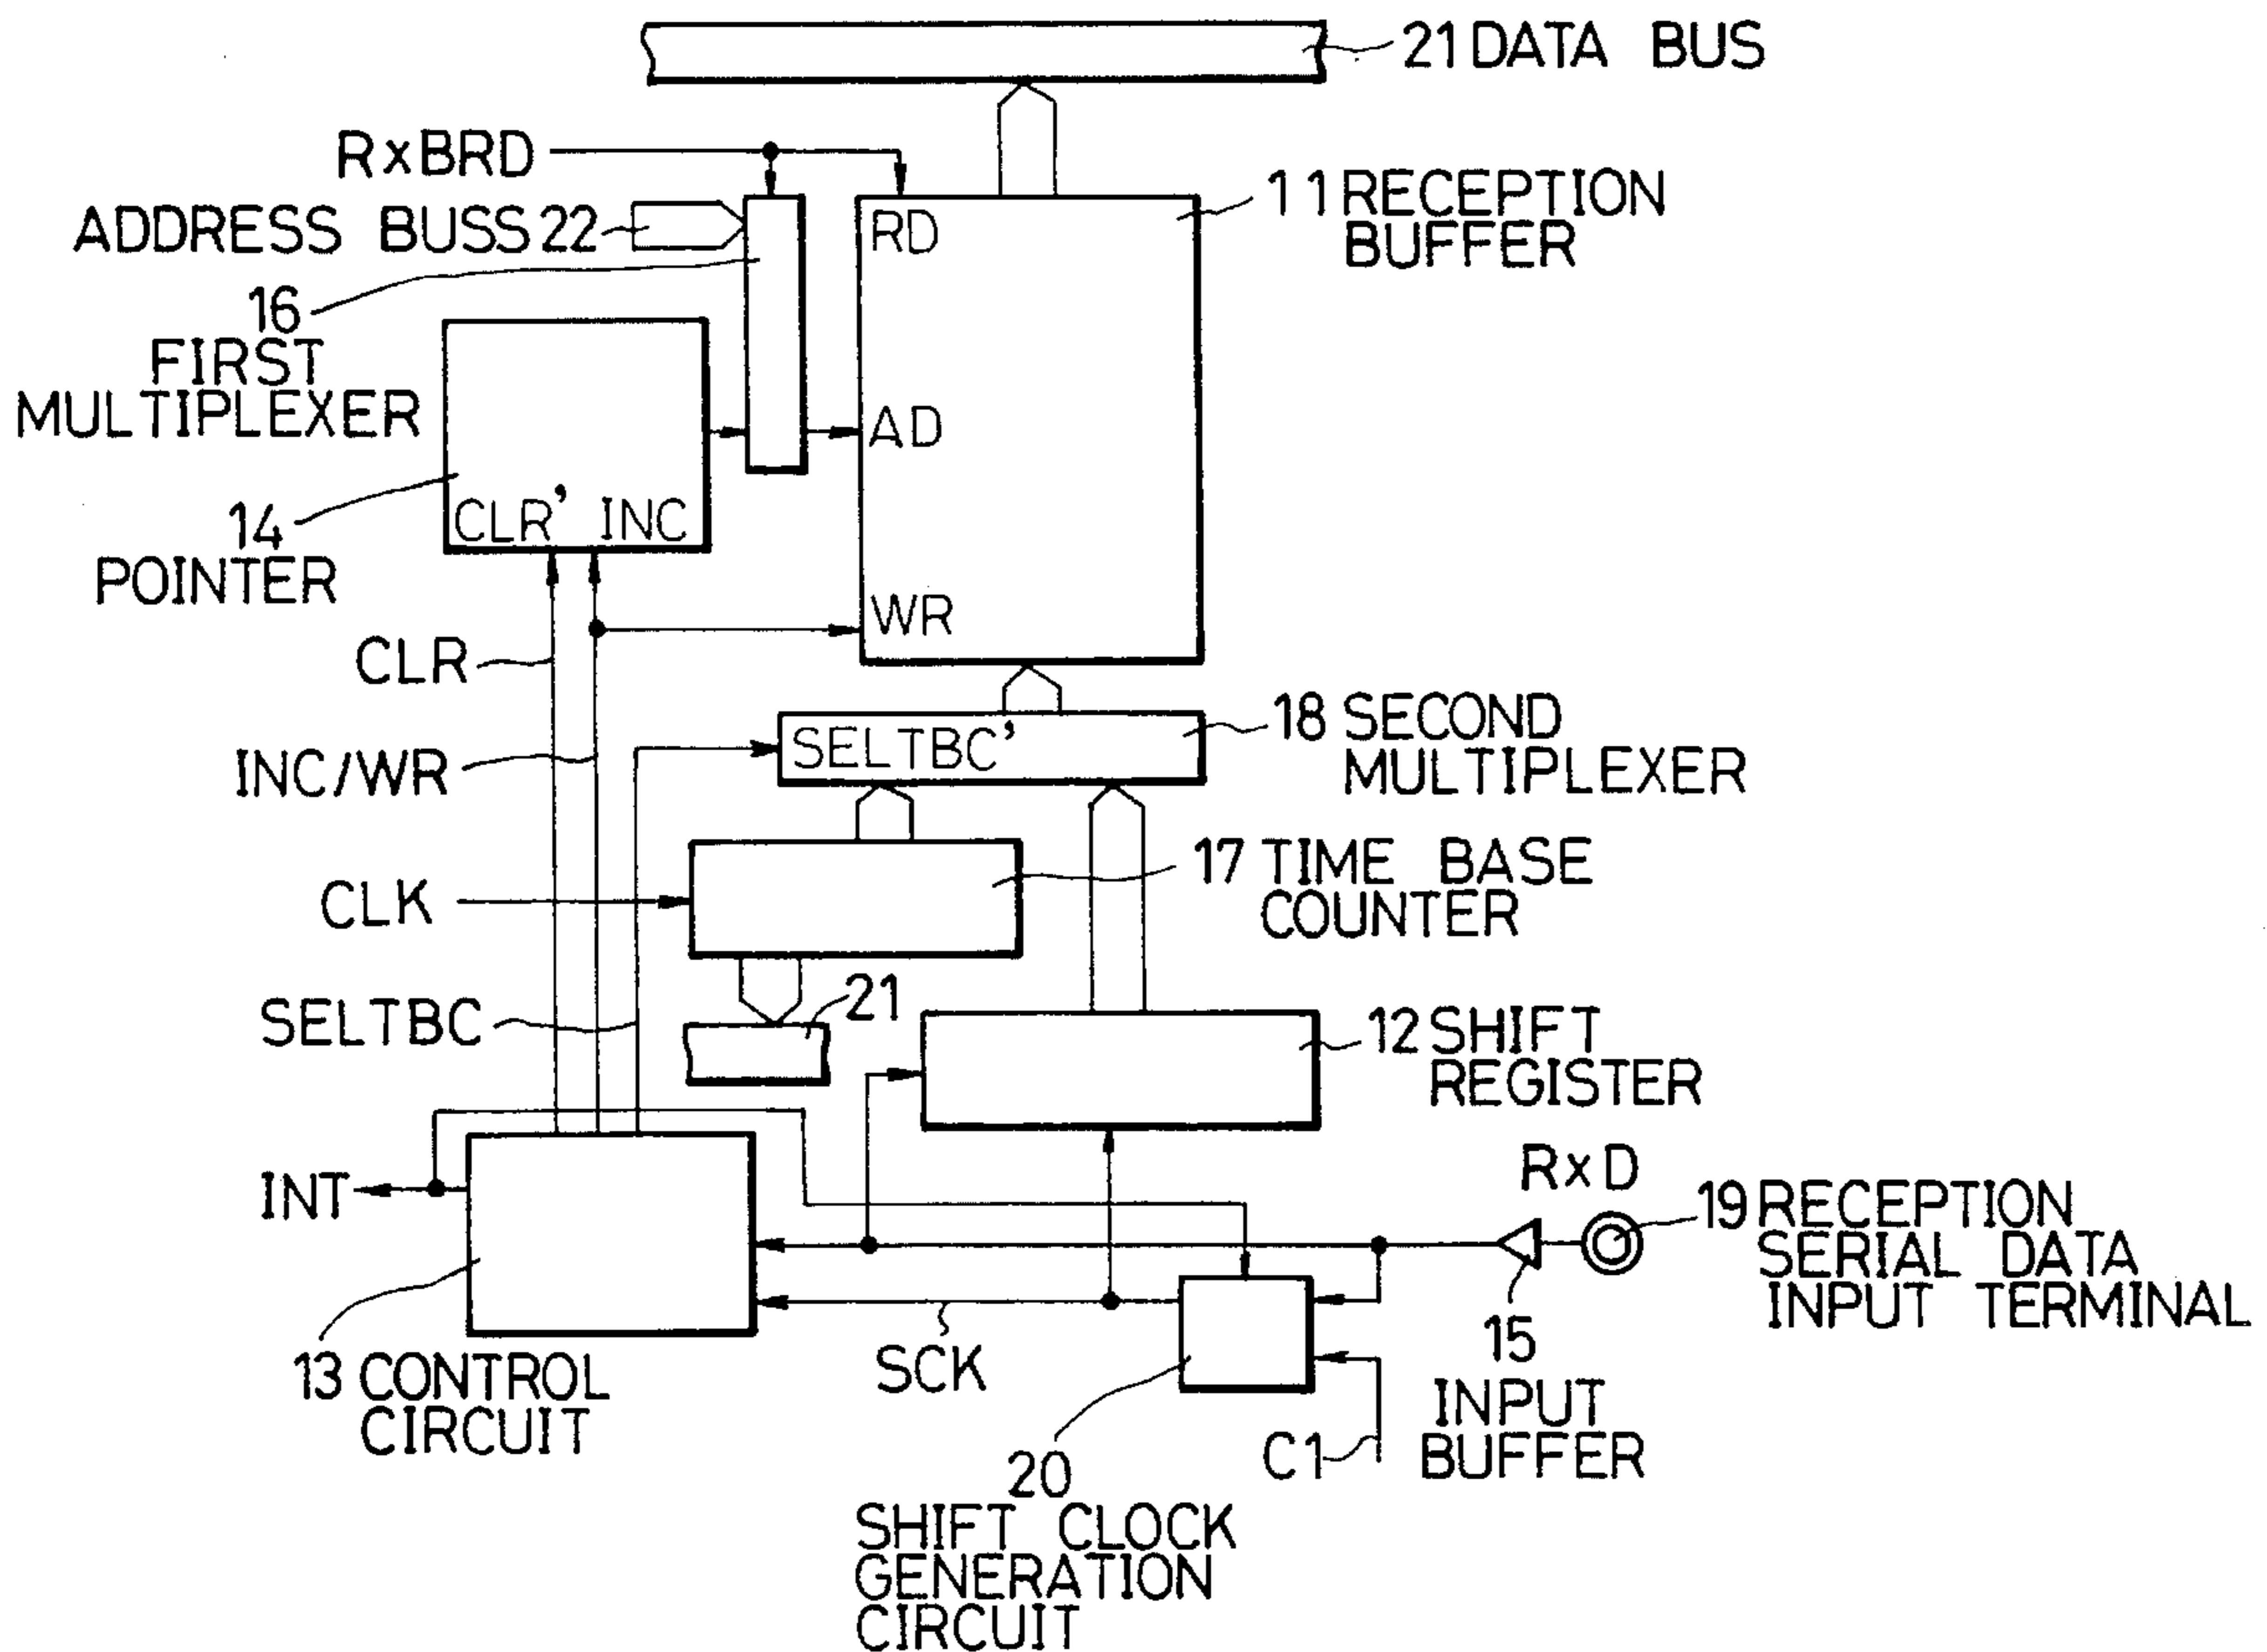 21 DATA BUS
RxBRD
ADDRESS BUSS 22
RD
11 RECEPTION
BUFFER
16
FIRST
MULTIPLEXER
AD
CLR' INC
14
POINTER
WR
CLR
18 SECOND
MULTIPLEXER
SELTBC'
INC/WR
17 TIME BASE
COUNTER
CLK
21
SELTBC
12 SHIFT
REGISTER
RxD
INT
19 RECEPTION
SERIAL DATA
INPUT TERMINAL
15
INPUT
BUFFER
SCK
13 CONTROL
CIRCUIT
C1
20
SHIFT CLOCK
GENERATION
CIRCUIT